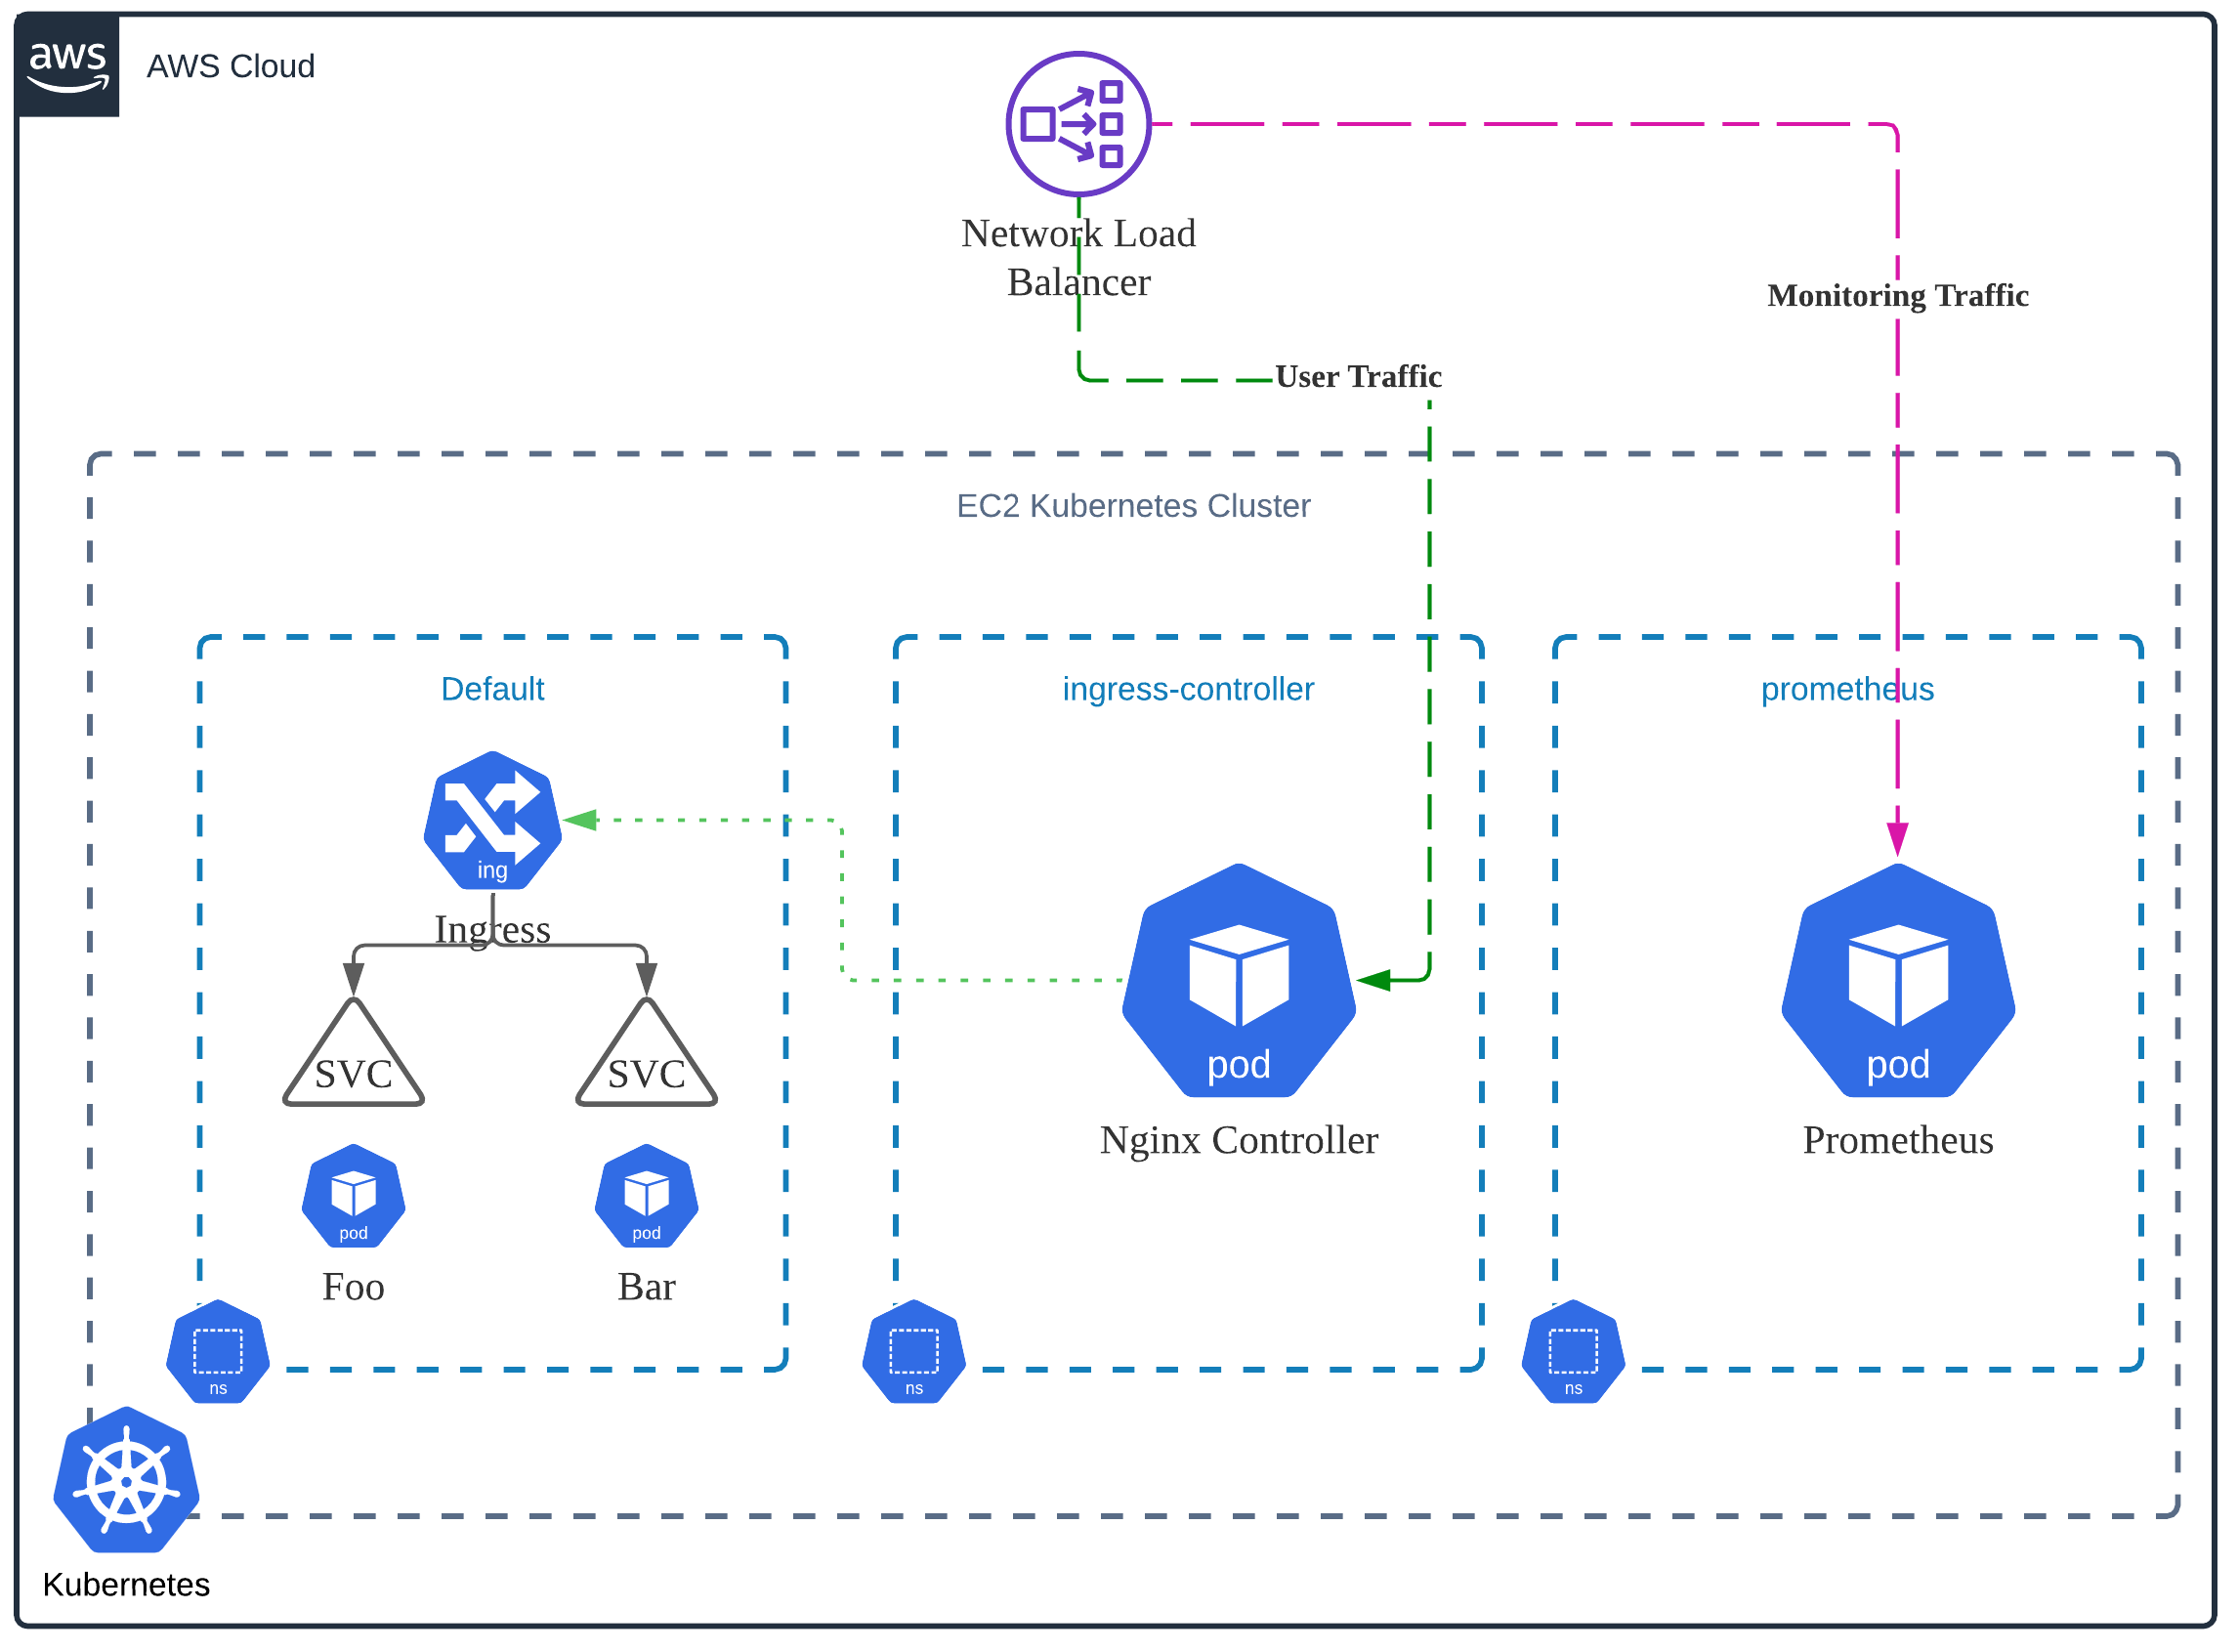 aws
AWS Cloud
Network Load
Balancer
Monitoring Traffic
User Traffic
EC2 Kubernetes Cluster
Default
ingress-controller
prometheus
ing
Ingress
SVC
SVC
pod
pod
Nginx Controller
Prometheus
pod
pod
Foo
Bar
ns
ns
ns
Kubernetes